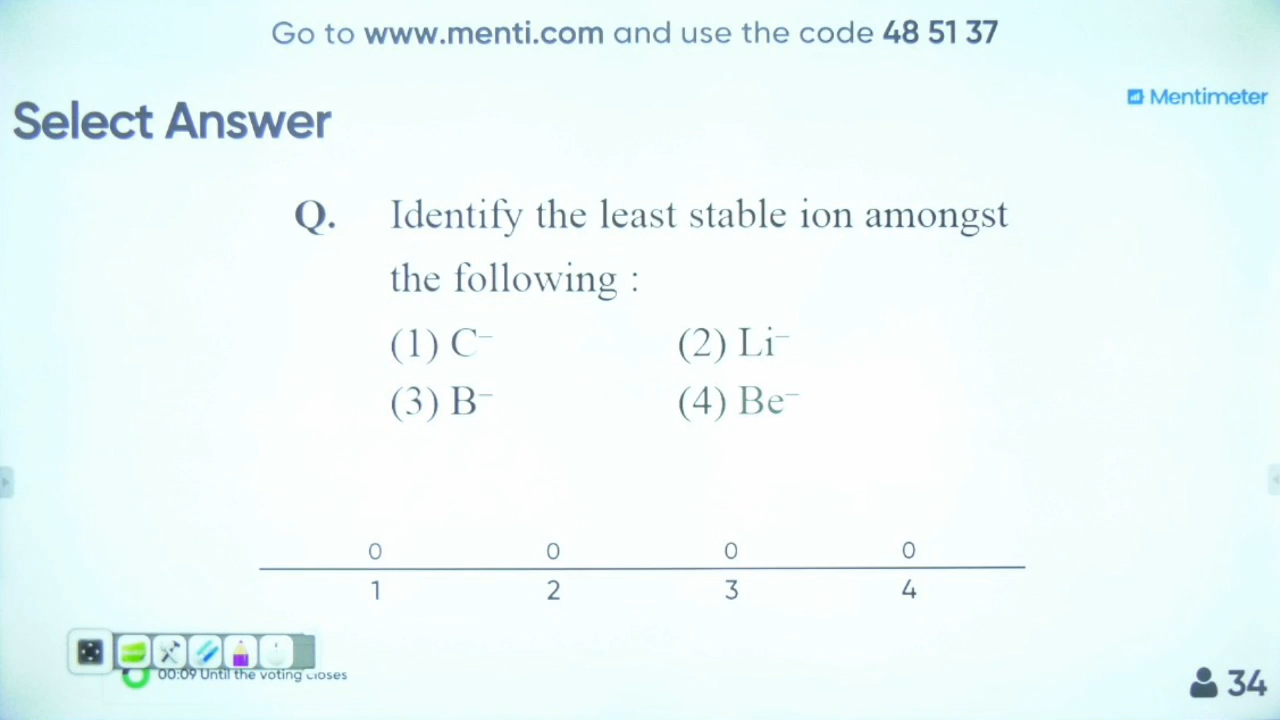 Go to www.menti.com and use the code 48 51 37
Mentimeter
Select Answer
Q. Identify the least stable ion amongst
the following :
(1) C⁻ (2) Li⁻
(3) B⁻ (4) Be⁻
0 0 0 0
1 2 3 4
00:09 Until the voting closes
34